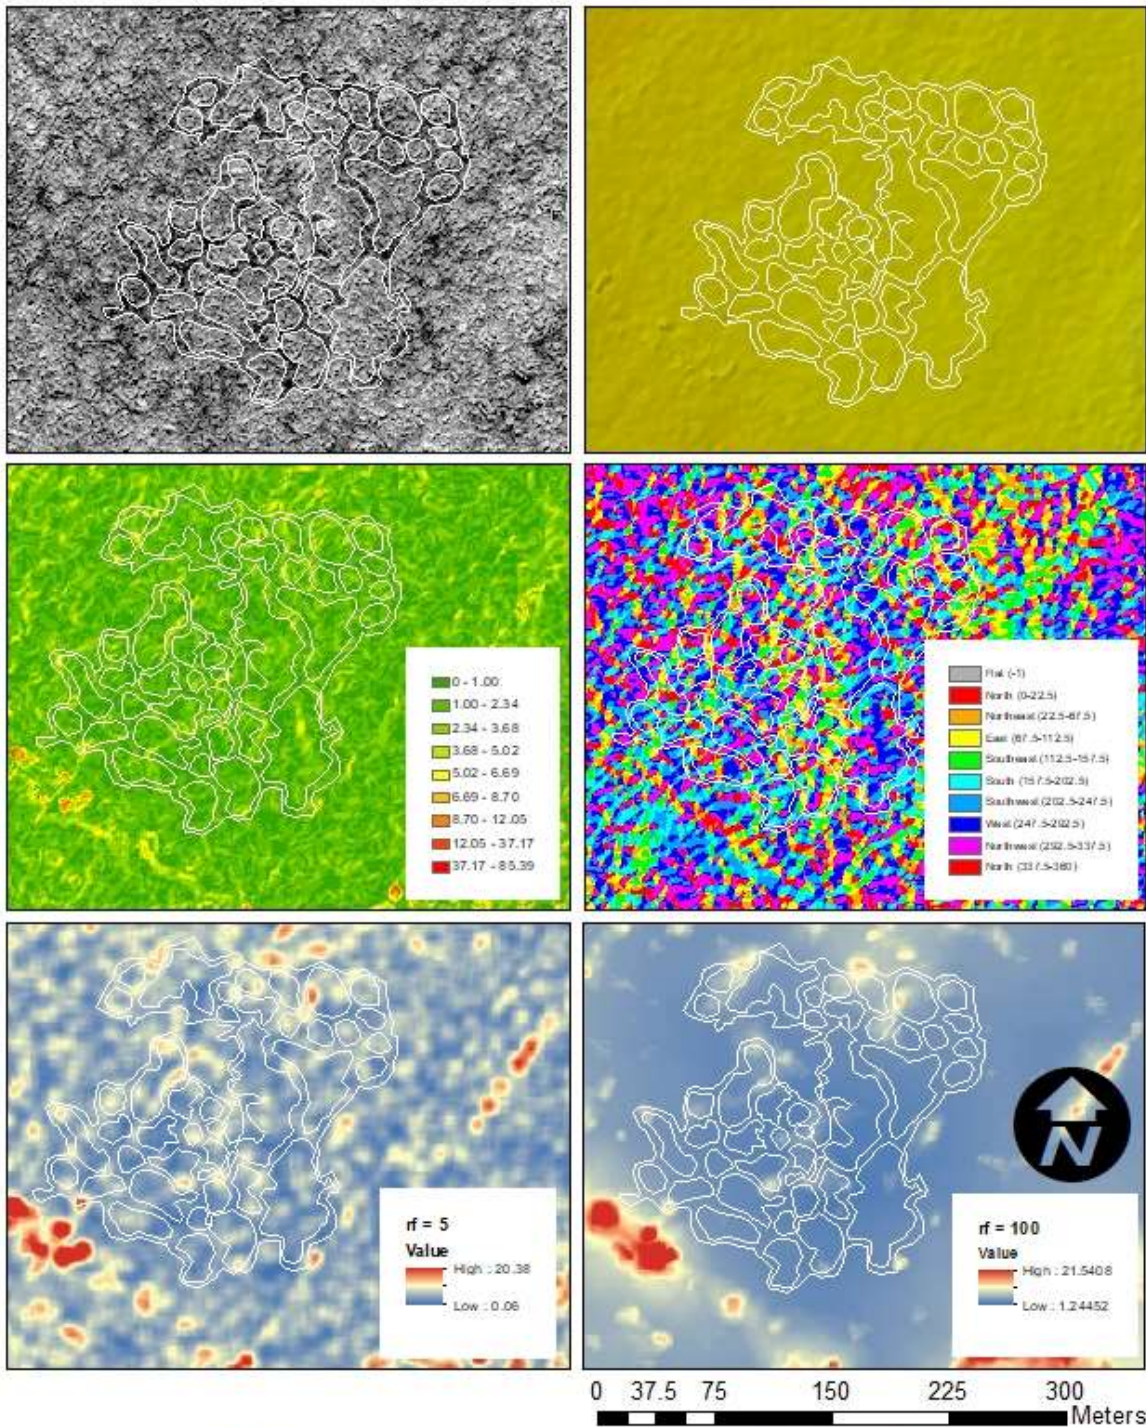 0 - 1.00
1.00 - 2.34
2.34 - 3.68
3.68 - 5.02
5.02 - 6.69
6.69 - 8.70
8.70 - 12.05
12.05 - 37.17
37.17 - 85.39
Flat (-1)
North (0-22.5)
Northeast (22.5-67.5)
East (67.5-112.5)
Southeast (112.5-157.5)
South (157.5-202.5)
Southwest (202.5-247.5)
West (247.5-292.5)
Northwest (292.5-337.5)
North (337.5-360)
rf = 5
Value
High : 20.38
Low : 0.06
N
rf = 100
Value
High : 21.5408
Low : 1.24452
0 37.5 75 150 225 300
Meters